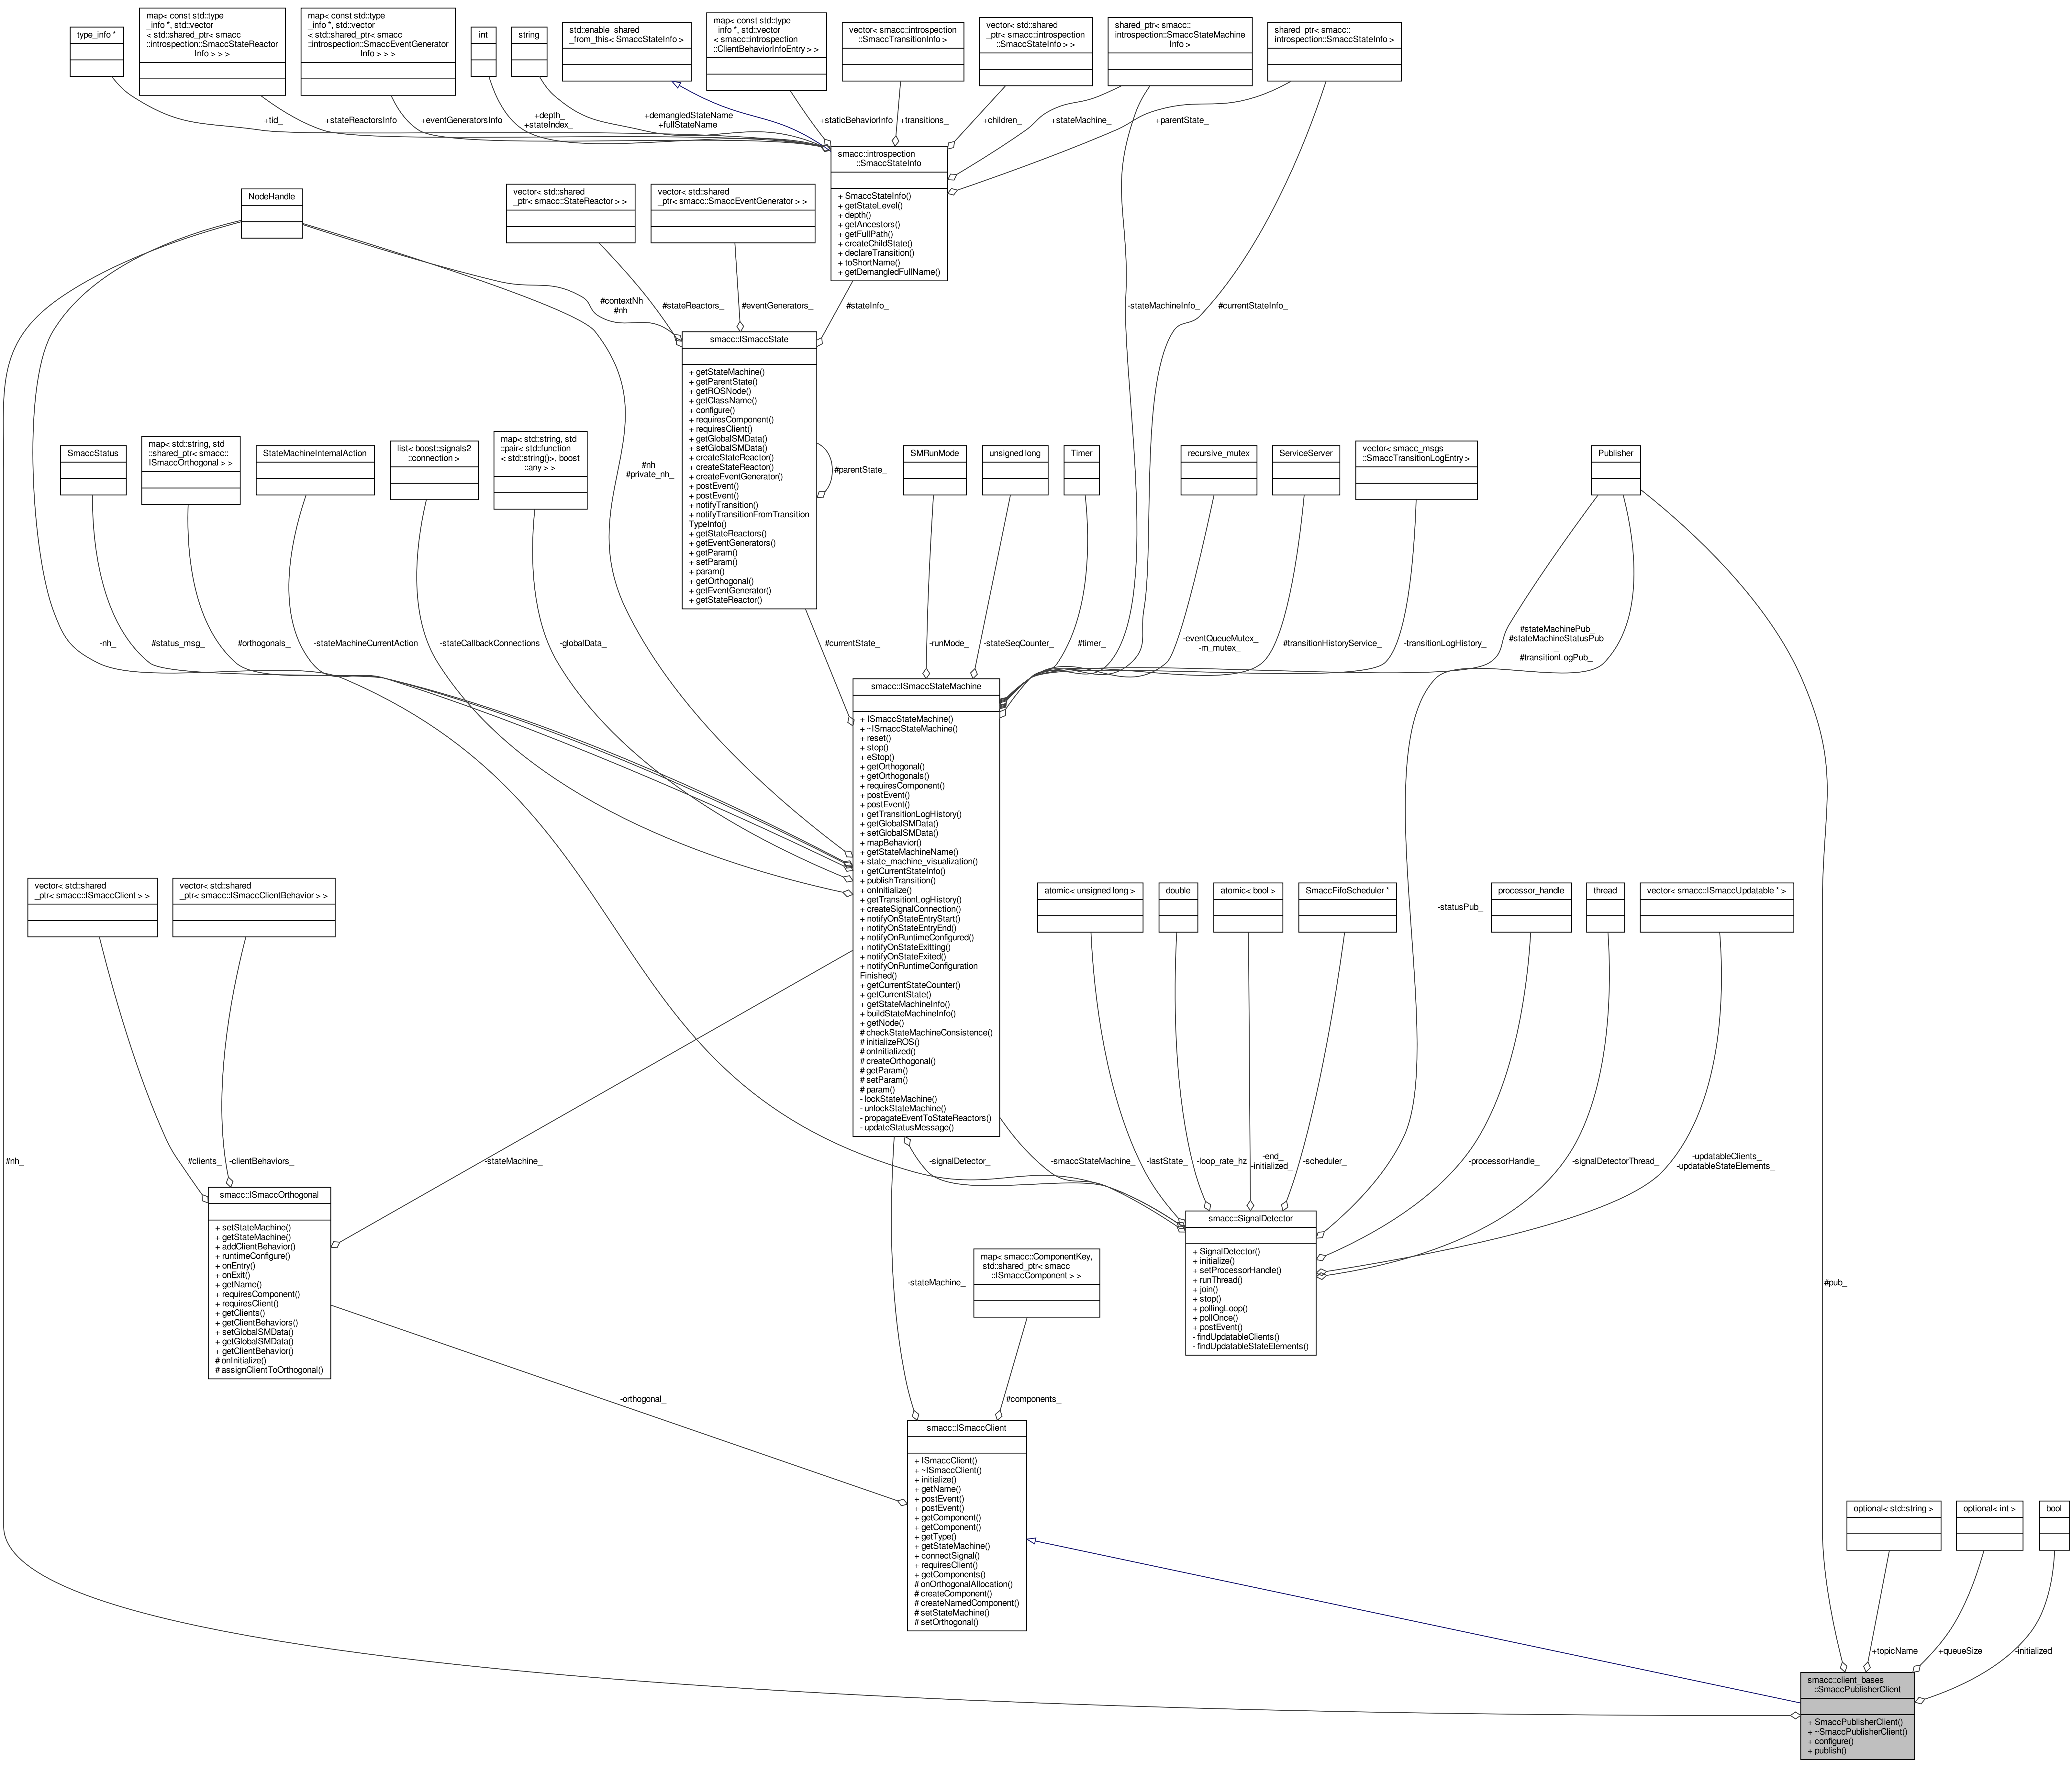 type_info *
map< const std::type
_info *, std::vector
< std::shared_ptr< smacc
::introspection::SmaccStateReactor
Info > > >
map< const std::type
_info *, std::vector
< std::shared_ptr< smacc
::introspection::SmaccEventGenerator
Info > > >
int
string
std::enable_shared
_from_this< SmaccStateInfo >
map< const std::type
_info *, std::vector
< smacc::introspection
::ClientBehaviorInfoEntry > >
vector< smacc::introspection
::SmaccTransitionInfo >
vector< std::shared
_ptr< smacc::introspection
::SmaccStateInfo > >
shared_ptr< smacc::
introspection::SmaccStateMachine
Info >
shared_ptr< smacc::
introspection::SmaccStateInfo >
+tid_
+stateReactorsInfo
+eventGeneratorsInfo
+depth_
+stateIndex_
+demangledStateName
+fullStateName
+staticBehaviorInfo
+transitions_
+children_
+stateMachine_
+parentState_
smacc::introspection
::SmaccStateInfo
+ SmaccStateInfo()
+ getStateLevel()
+ depth()
+ getAncestors()
+ getFullPath()
+ createChildState()
+ declareTransition()
+ toShortName()
+ getDemangledFullName()
NodeHandle
vector< std::shared
_ptr< smacc::StateReactor > >
vector< std::shared
_ptr< smacc::SmaccEventGenerator > >
#contextNh
#nh
#stateReactors_
#eventGenerators_
#stateInfo_
-stateMachineInfo_
#currentStateInfo_
smacc::ISmaccState
+ getStateMachine()
+ getParentState()
+ getROSNode()
+ getClassName()
+ configure()
+ requiresComponent()
+ requiresClient()
+ getGlobalSMData()
+ setGlobalSMData()
+ createStateReactor()
+ createStateReactor()
+ createEventGenerator()
+ postEvent()
+ postEvent()
+ notifyTransition()
+ notifyTransitionFromTransition
TypeInfo()
+ getStateReactors()
+ getEventGenerators()
+ getParam()
+ setParam()
+ param()
+ getOrthogonal()
+ getEventGenerator()
+ getStateReactor()
#parentState_
#nh_
#private_nh_
SmaccStatus
map< std::string, std
::shared_ptr< smacc::
ISmaccOrthogonal > >
StateMachineInternalAction
list< boost::signals2
::connection >
map< std::string, std
::pair< std::function
< std::string()>, boost
::any > >
SMRunMode
unsigned long
Timer
recursive_mutex
ServiceServer
vector< smacc_msgs
::SmaccTransitionLogEntry >
Publisher
-nh_
#status_msg_
#orthogonals_
-stateMachineCurrentAction
-stateCallbackConnections
-globalData_
#currentState_
-runMode_
-stateSeqCounter_
#timer_
-eventQueueMutex_
-m_mutex_
#transitionHistoryService_
-transitionLogHistory_
#stateMachinePub_
#stateMachineStatusPub
_
#transitionLogPub_
smacc::ISmaccStateMachine
+ ISmaccStateMachine()
+ ~ISmaccStateMachine()
+ reset()
+ stop()
+ eStop()
+ getOrthogonal()
+ getOrthogonals()
+ requiresComponent()
+ postEvent()
+ postEvent()
+ getTransitionLogHistory()
+ getGlobalSMData()
+ setGlobalSMData()
+ mapBehavior()
+ getStateMachineName()
+ state_machine_visualization()
+ getCurrentStateInfo()
+ publishTransition()
+ onInitialize()
+ getTransitionLogHistory()
+ createSignalConnection()
+ notifyOnStateEntryStart()
+ notifyOnStateEntryEnd()
+ notifyOnRuntimeConfigured()
+ notifyOnStateExitting()
+ notifyOnStateExited()
+ notifyOnRuntimeConfiguration
Finished()
+ getCurrentStateCounter()
+ getCurrentState()
+ getStateMachineInfo()
+ buildStateMachineInfo()
+ getNode()
# checkStateMachineConsistence()
# initializeROS()
# onInitialized()
# createOrthogonal()
# getParam()
# setParam()
# param()
- lockStateMachine()
- unlockStateMachine()
- propagateEventToStateReactors()
- updateStatusMessage()
vector< std::shared
_ptr< smacc::ISmaccClient > >
vector< std::shared
_ptr< smacc::ISmaccClientBehavior > >
atomic< unsigned long >
double
atomic< bool >
SmaccFifoScheduler *
-statusPub_
processor_handle
thread
vector< smacc::ISmaccUpdatable * >
#nh_
#clients_
-clientBehaviors_
-stateMachine_
-signalDetector_
-smaccStateMachine_
-lastState_
-loop_rate_hz
-end_
-initialized_
-scheduler_
-processorHandle_
-signalDetectorThread_
-updatableClients_
-updatableStateElements_
smacc::ISmaccOrthogonal
+ setStateMachine()
+ getStateMachine()
+ addClientBehavior()
+ runtimeConfigure()
+ onEntry()
+ onExit()
+ getName()
+ requiresComponent()
+ requiresClient()
+ getClients()
+ getClientBehaviors()
+ setGlobalSMData()
+ getGlobalSMData()
+ getClientBehavior()
# onInitialize()
# assignClientToOrthogonal()
smacc::SignalDetector
+ SignalDetector()
+ initialize()
+ setProcessorHandle()
+ runThread()
+ join()
+ stop()
+ pollingLoop()
+ pollOnce()
+ postEvent()
- findUpdatableClients()
- findUpdatableStateElements()
-stateMachine_
map< smacc::ComponentKey,
std::shared_ptr< smacc
::ISmaccComponent > >
#pub_
-orthogonal_
#components_
smacc::ISmaccClient
+ ISmaccClient()
+ ~ISmaccClient()
+ initialize()
+ getName()
+ postEvent()
+ postEvent()
+ getComponent()
+ getComponent()
+ getType()
+ getStateMachine()
+ connectSignal()
+ requiresClient()
+ getComponents()
# onOrthogonalAllocation()
# createComponent()
# createNamedComponent()
# setStateMachine()
# setOrthogonal()
optional< std::string >
optional< int >
bool
+topicName
+queueSize
-initialized_
smacc::client_bases
::SmaccPublisherClient
+ SmaccPublisherClient()
+ ~SmaccPublisherClient()
+ configure()
+ publish()